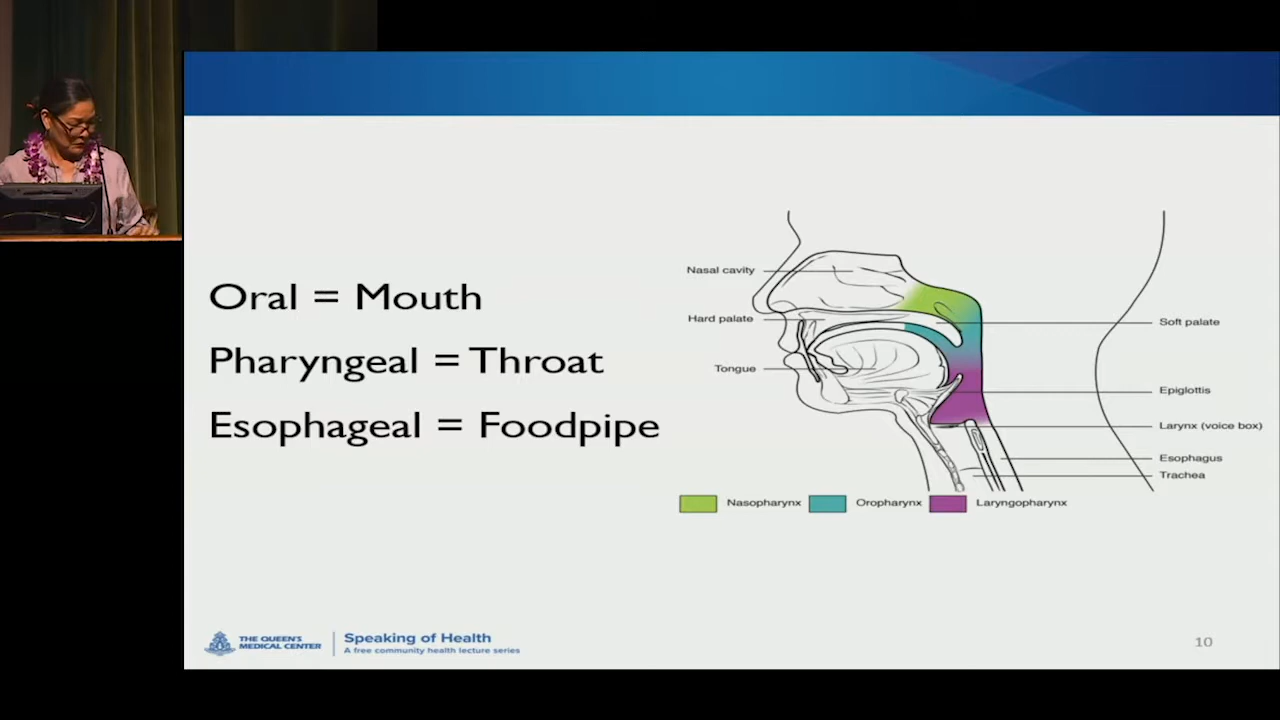 Oral = Mouth
Pharyngeal = Throat
Esophageal = Foodpipe
Nasal cavity
Hard palate
Tongue
Soft palate
Epiglottis
Larynx (voice box)
Esophagus
Trachea
Nasopharynx Oropharynx Laryngopharynx
THE QUEEN'S
MEDICAL CENTER
Speaking of Health
A free community health lecture series
10